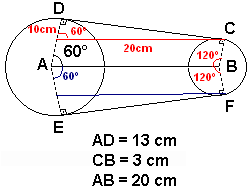 D
10cm 60°
C
60° 20cm 120°
A B
60° 120°
F
E
AD = 13 cm
CB = 3 cm
AB = 20 cm